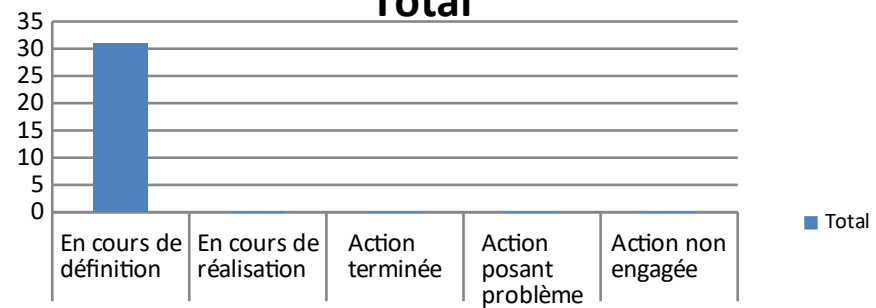 Total
35
30
25
20
15
10
5
0
En cours de
définition
En cours de
réalisation
Action
terminée
Action
posant
problème
Action non
engagée
Total